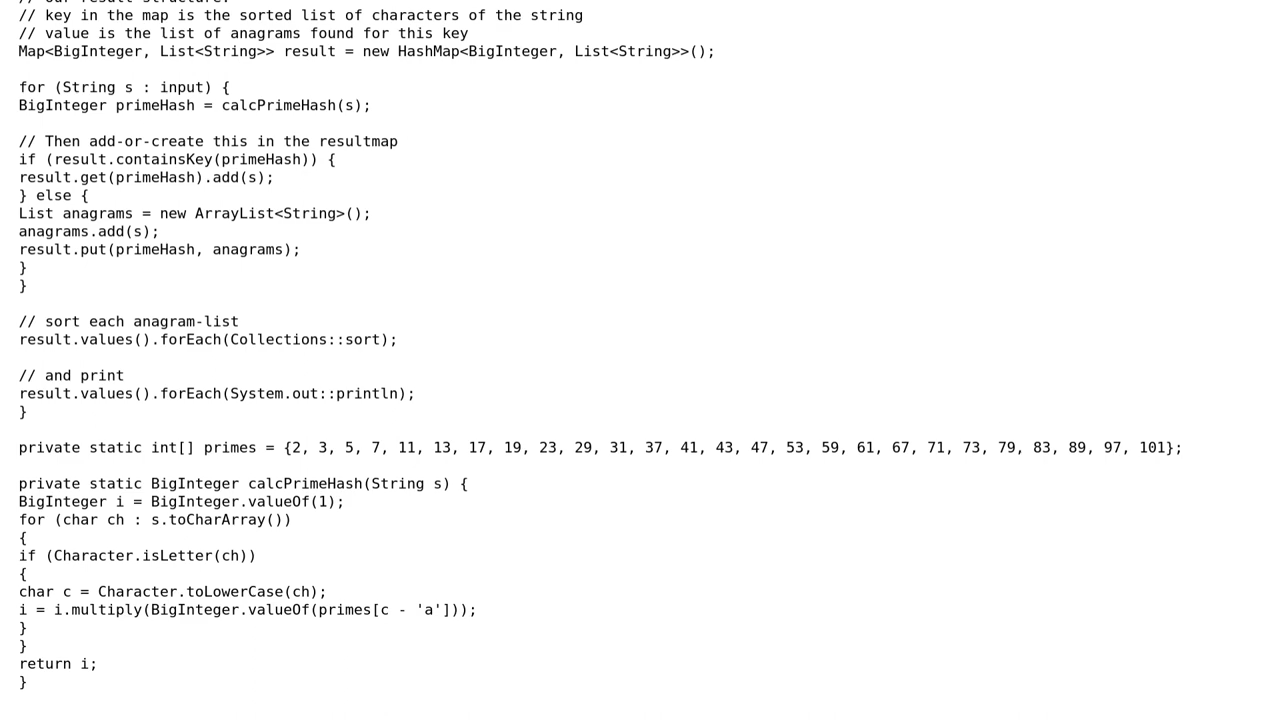 // our result structure:
// key in the map is the sorted list of characters of the string
// value is the list of anagrams found for this key
Map<BigInteger, List<String>> result = new HashMap<BigInteger, List<String>>();

for (String s : input) {
BigInteger primeHash = calcPrimeHash(s);

// Then add-or-create this in the resultmap
if (result.containsKey(primeHash)) {
result.get(primeHash).add(s);
} else {
List anagrams = new ArrayList<String>();
anagrams.add(s);
result.put(primeHash, anagrams);
}
}

// sort each anagram-list
result.values().forEach(Collections::sort);

// and print
result.values().forEach(System.out::println);
}

private static int[] primes = {2, 3, 5, 7, 11, 13, 17, 19, 23, 29, 31, 37, 41, 43, 47, 53, 59, 61, 67, 71, 73, 79, 83, 89, 97, 101};

private static BigInteger calcPrimeHash(String s) {
BigInteger i = BigInteger.valueOf(1);
for (char ch : s.toCharArray())
{
if (Character.isLetter(ch))
{
char c = Character.toLowerCase(ch);
i = i.multiply(BigInteger.valueOf(primes[c - 'a']));
}
}
return i;
}